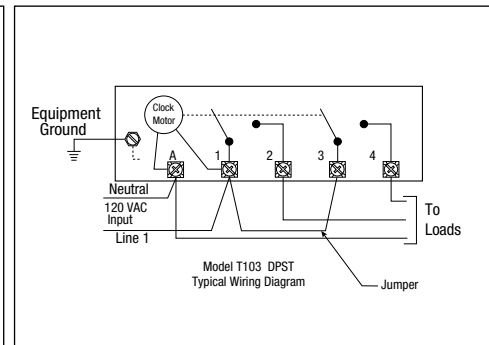 Clock
Motor
Equipment
Ground
A
1
2
3
4
Neutral
120 VAC
Input
Line 1
To
Loads
Model T103 DPST
Typical Wiring Diagram
Jumper